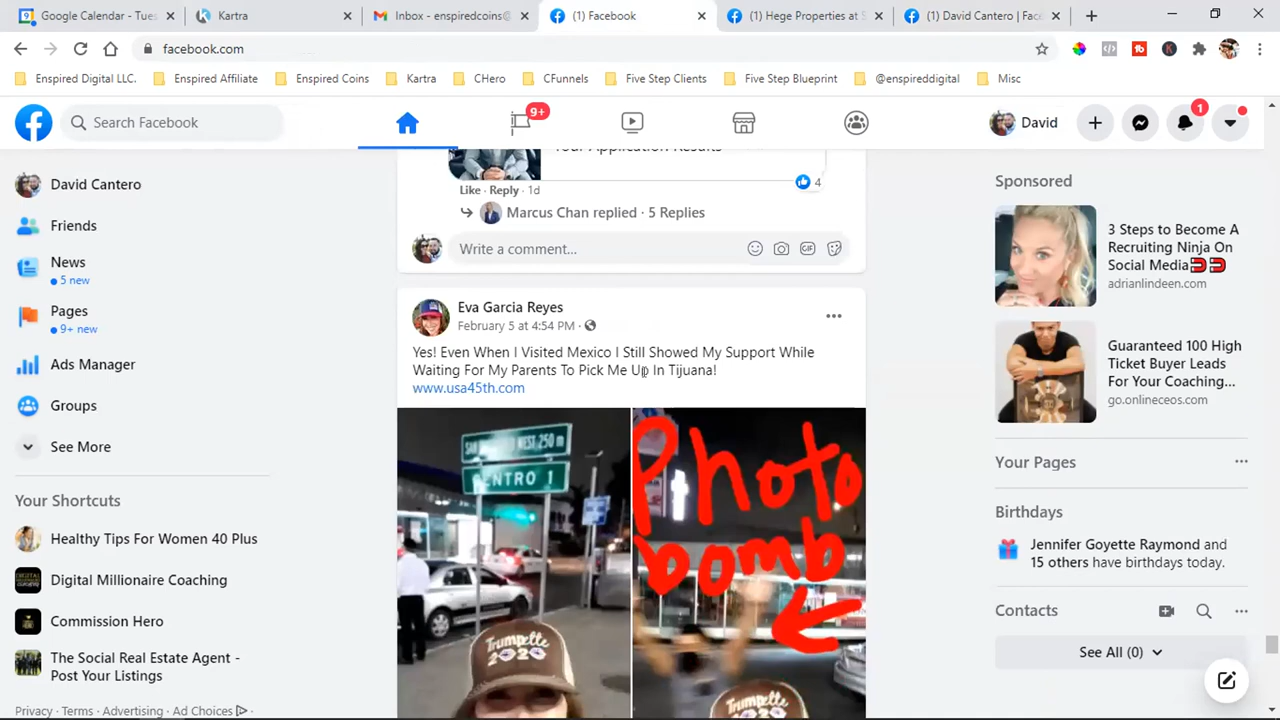 Google Calendar - Tues
Kartra
Inbox - enspiredcoins@
(1) Facebook
(1) Hege Properties at S
(1) David Cantero | Fac
facebook.com
Enspired Digital LLC.
Enspired Affiliate
Enspired Coins
Kartra
CHero
CFunnels
Five Step Clients
Five Step Blueprint
@enspireddigital
Misc
Search Facebook
9+
David
1
David Cantero
Friends
News
5 new
Pages
9+ new
Ads Manager
Groups
See More
Your Shortcuts
Healthy Tips For Women 40 Plus
Digital Millionaire Coaching
Commission Hero
The Social Real Estate Agent -
Post Your Listings
Privacy · Terms · Advertising · Ad Choices ·
Your Application Results
4
Like · Reply · 1d
Marcus Chan replied · 5 Replies
Write a comment...
GIF
Eva Garcia Reyes
February 5 at 4:54 PM ·
Yes! Even When I Visited Mexico I Still Showed My Support While
Waiting For My Parents To Pick Me Up In Tijuana!
www.usa45th.com
WEST 250 m
CENTRO 1
Trumpette
2020
Photo
bomb
Trumpette
Sponsored
3 Steps to Become A
Recruiting Ninja On
Social Media
adrianlindeen.com
Guaranteed 100 High
Ticket Buyer Leads
For Your Coaching...
go.onlineceos.com
Your Pages
Birthdays
Jennifer Goyette Raymond and
15 others have birthdays today.
Contacts
See All (0)